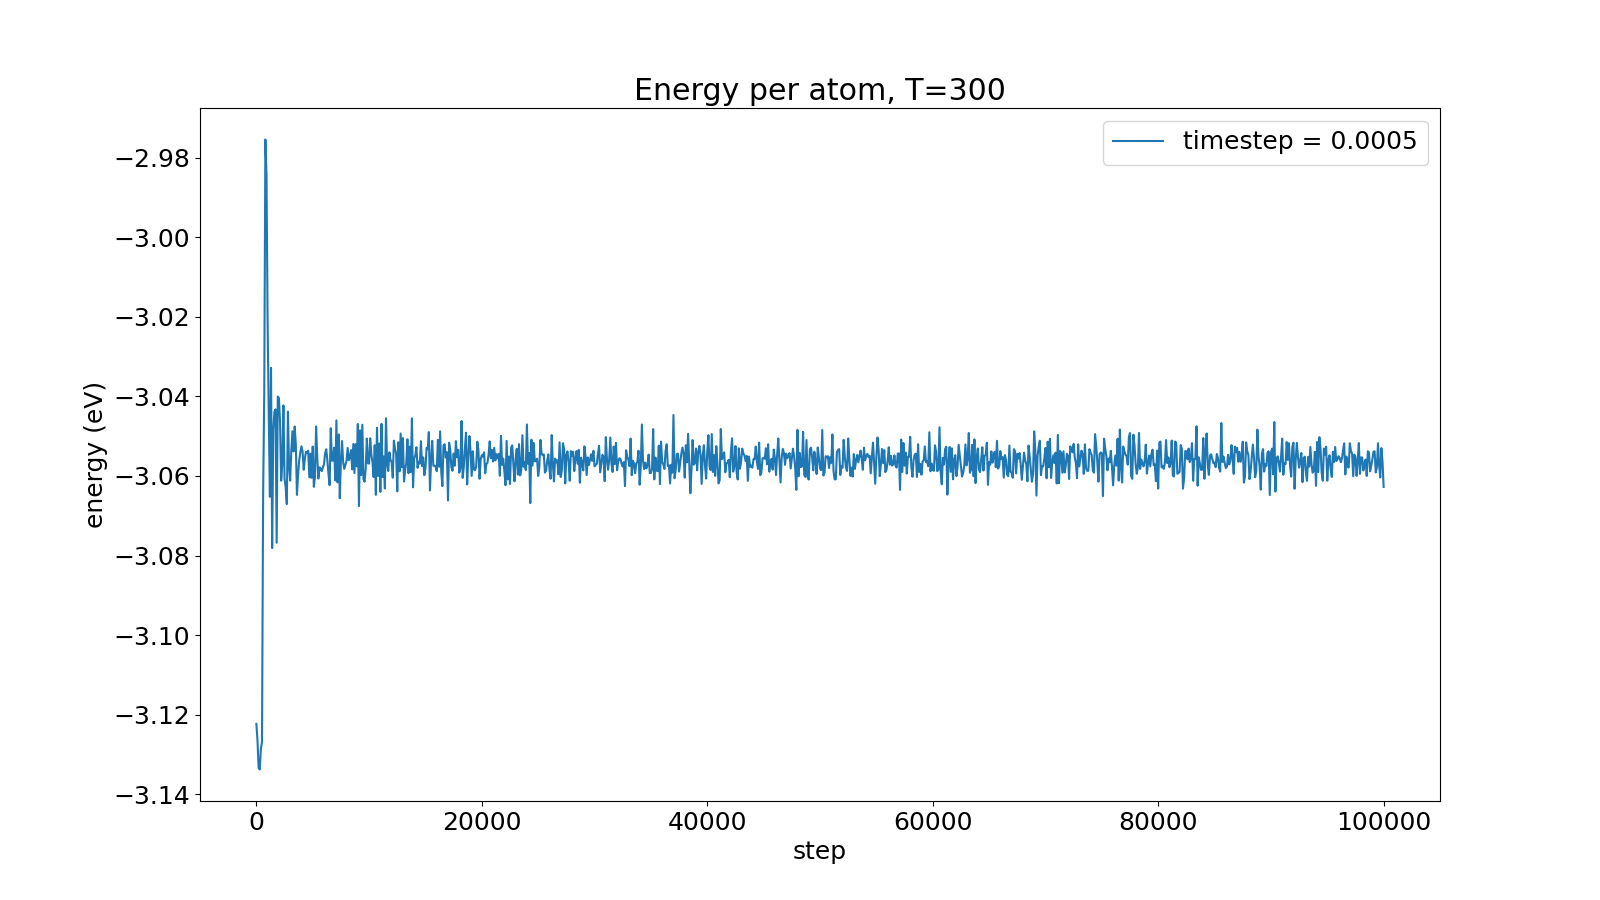 Energy per atom, T=300
timestep = 0.0005
−2.98
−3.00
−3.02
−3.04
−3.06
−3.08
−3.10
−3.12
−3.14
energy (eV)
0 20000 40000 60000 80000 100000
step